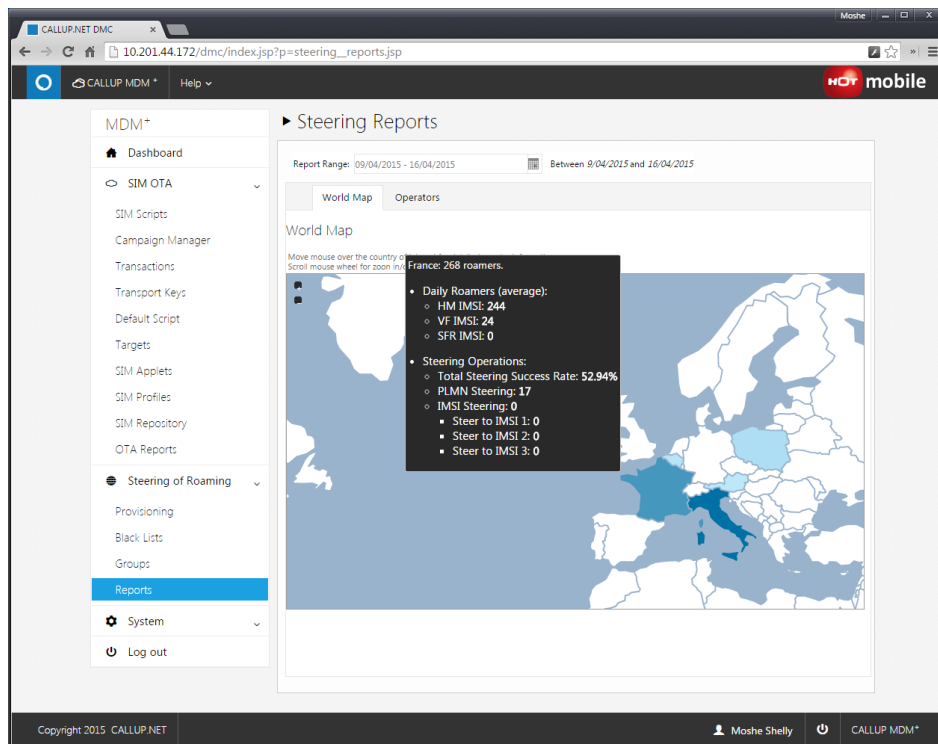 Moshe
CALLUP.NET DMC
10.201.44.172/dmc/index.jsp?p=steering__reports.jsp
CALLUP MDM +
Help
HOT mobile
MDM+
Dashboard
SIM OTA
SIM Scripts
Campaign Manager
Transactions
Transport Keys
Default Script
Targets
SIM Applets
SIM Profiles
SIM Repository
OTA Reports
Steering of Roaming
Provisioning
Black Lists
Groups
Reports
System
Log out
Steering Reports
Report Range: 09/04/2015 - 16/04/2015
Between 9/04/2015 and 16/04/2015
World Map
Operators
World Map
Move mouse over the country of
Scroll mouse wheel for zoon in/
France: 268 roamers.
• Daily Roamers (average):
HM IMSI: 244
VF IMSI: 24
SFR IMSI: 0
• Steering Operations:
Total Steering Success Rate: 52.94%
PLMN Steering: 17
IMSI Steering: 0
Steer to IMSI 1: 0
Steer to IMSI 2: 0
Steer to IMSI 3: 0
Copyright 2015 CALLUP.NET
Moshe Shelly
CALLUP MDM+